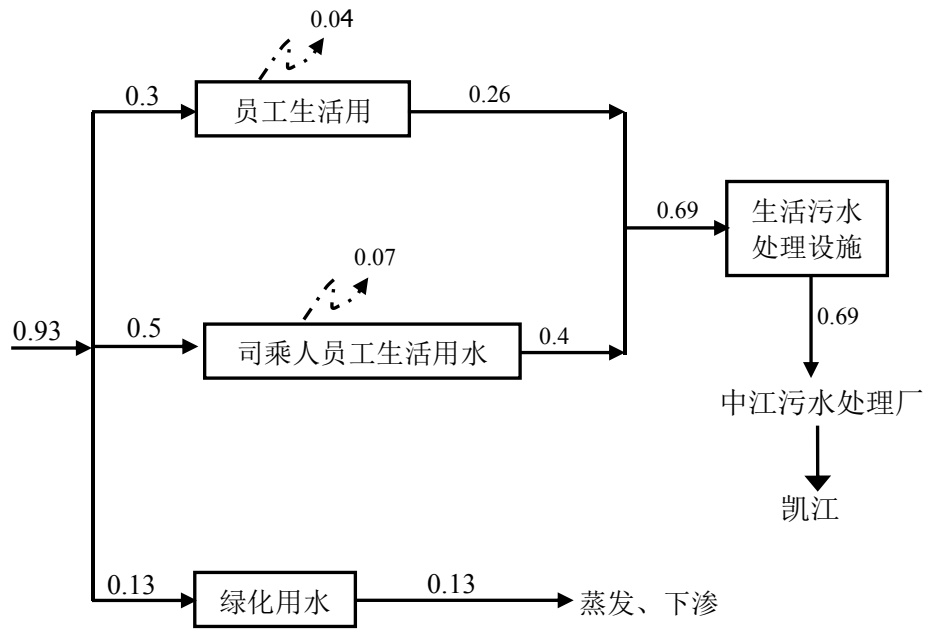 0.04
0.3
员工生活用
0.26
0.69
生活污水
处理设施
0.07
0.93
0.5
司乘人员工生活用水
0.4
0.69
中江污水处理厂
凯江
0.13
绿化用水
0.13
蒸发、下渗